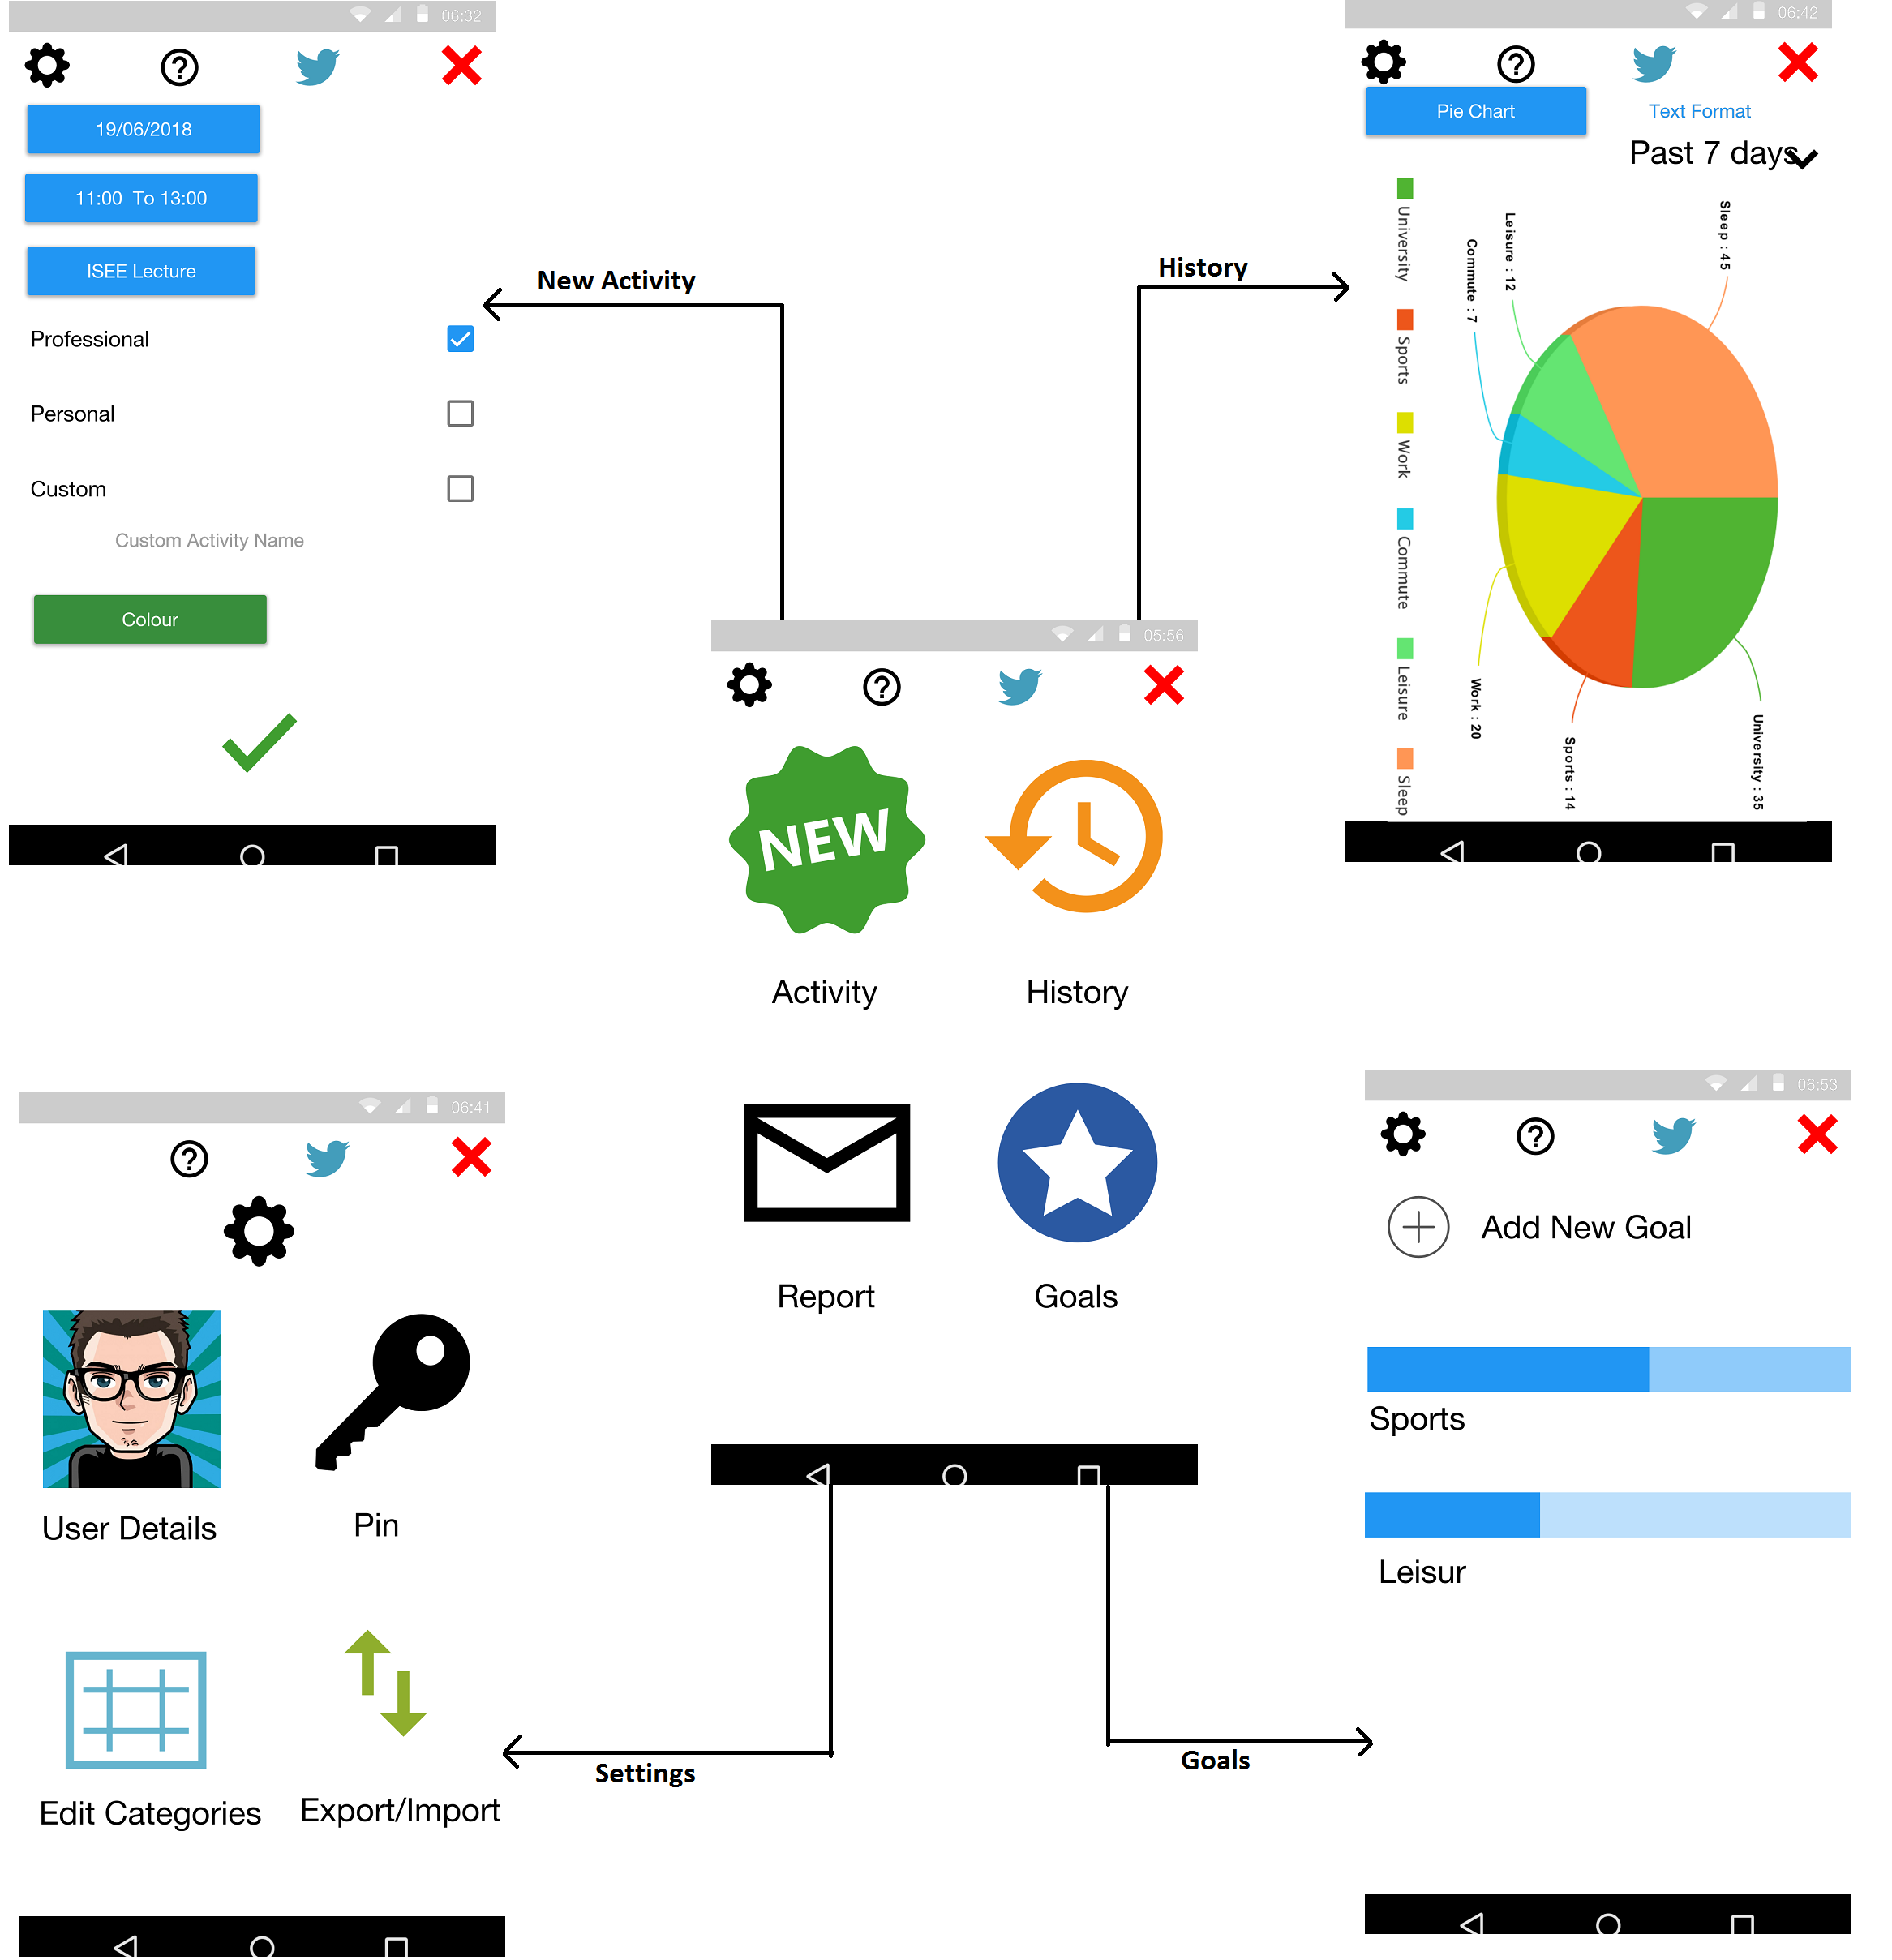 06:32
19/06/2018
11:00 To 13:00
ISEE Lecture
Professional
Personal
Custom
Custom Activity Name
Colour
New Activity
History
06:42
Pie Chart
Text Format
Past 7 days
University
Sports
Work
Commute
Leisure
Sleep
Sleep : 45
Leisure : 12
Commute : 7
Work : 20
Sports : 14
University : 35
05:56
NEW
Activity
History
Report
Goals
06:41
User Details
Pin
Edit Categories
Export/Import
Settings
Goals
06:53
Add New Goal
Sports
Leisur